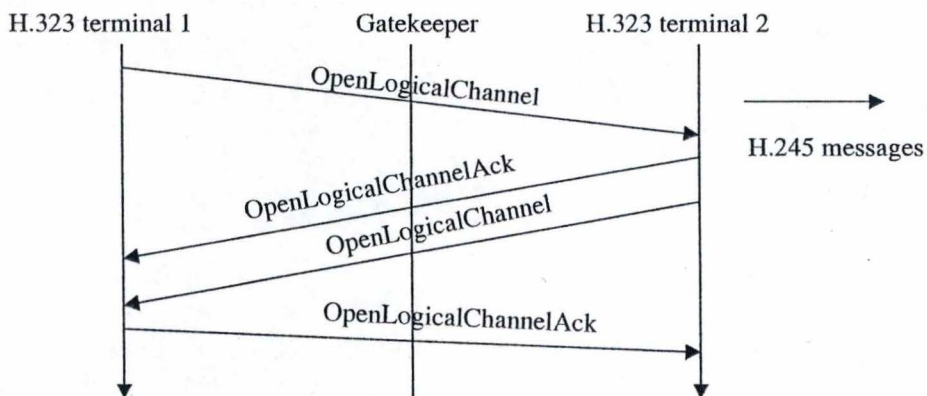 H.323 terminal 1
Gatekeeper
H.323 terminal 2
OpenLogicalChannel
H.245 messages
OpenLogicalChannelAck
OpenLogicalChannel
OpenLogicalChannelAck